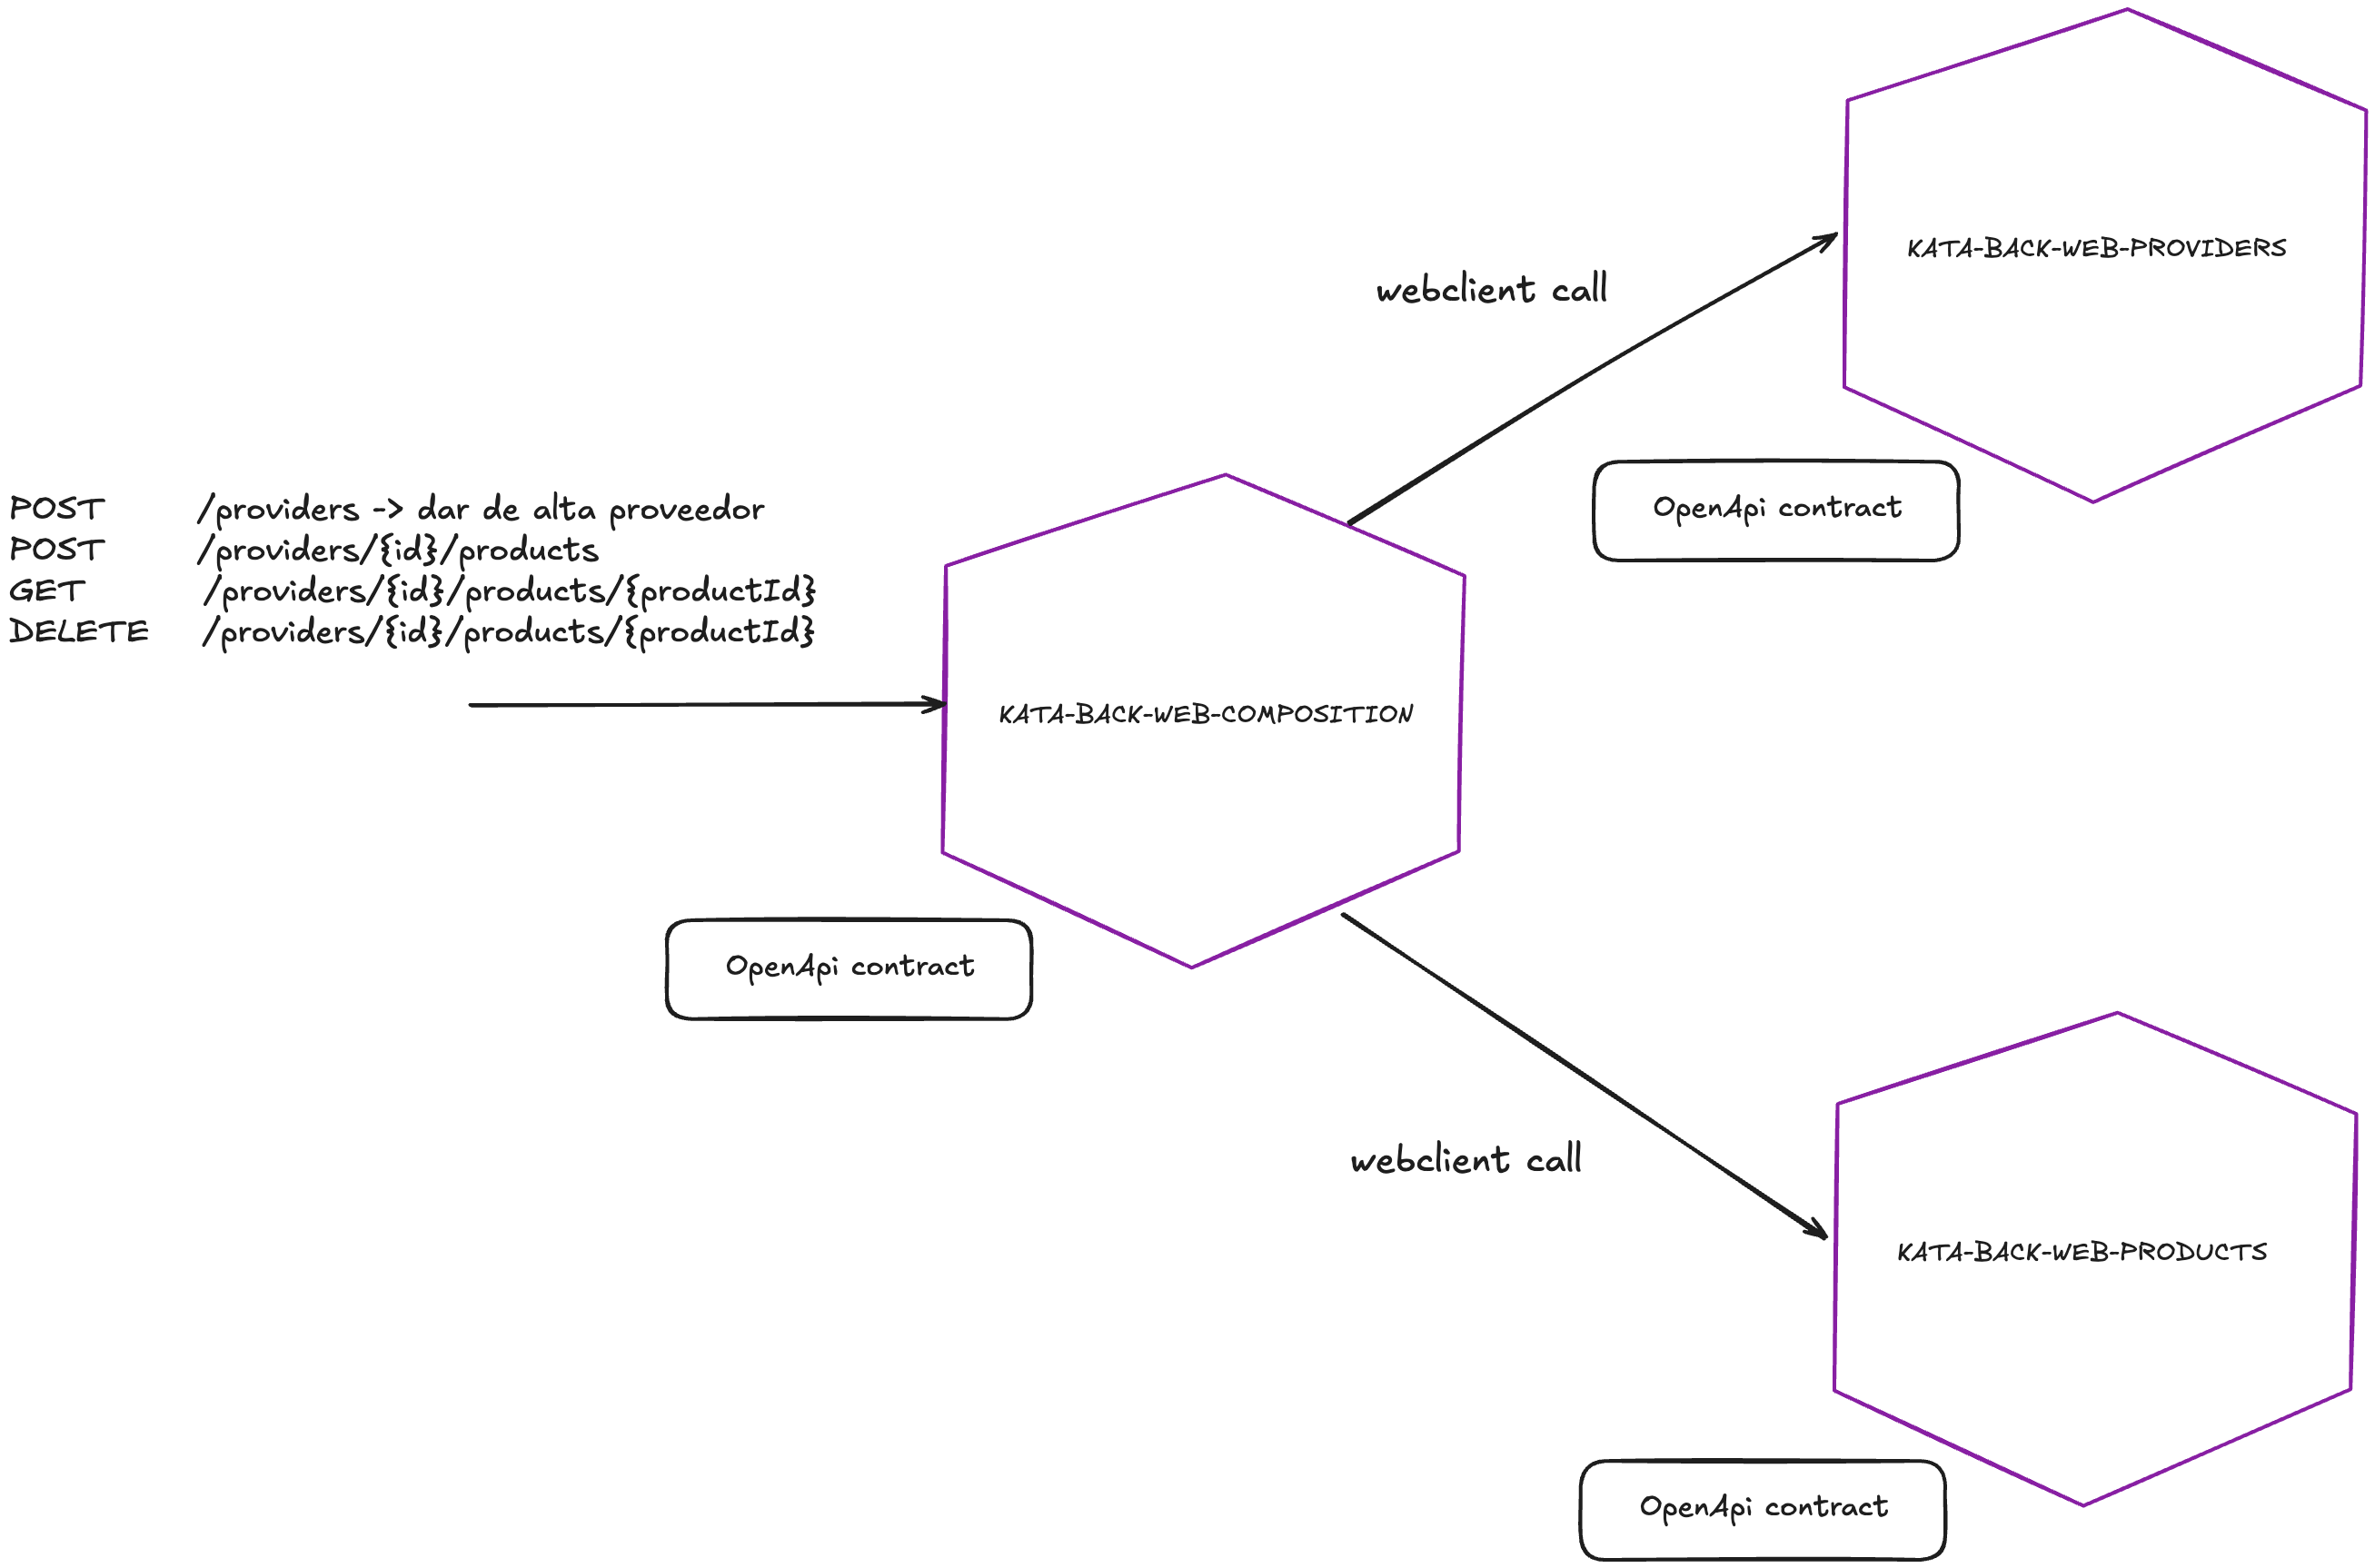 KATA-BACK-WEB-PROVIDERS
webclient call
OpenApi contract
POST /providers -> dar de alta proveedor
POST /providers/{id}/products
GET /providers/{id}/products/{productId}
DELETE /providers/{id}/products/{productId}
KATA-BACK-WEB-COMPOSITION
OpenApi contract
webclient call
KATA-BACK-WEB-PRODUCTS
OpenApi contract